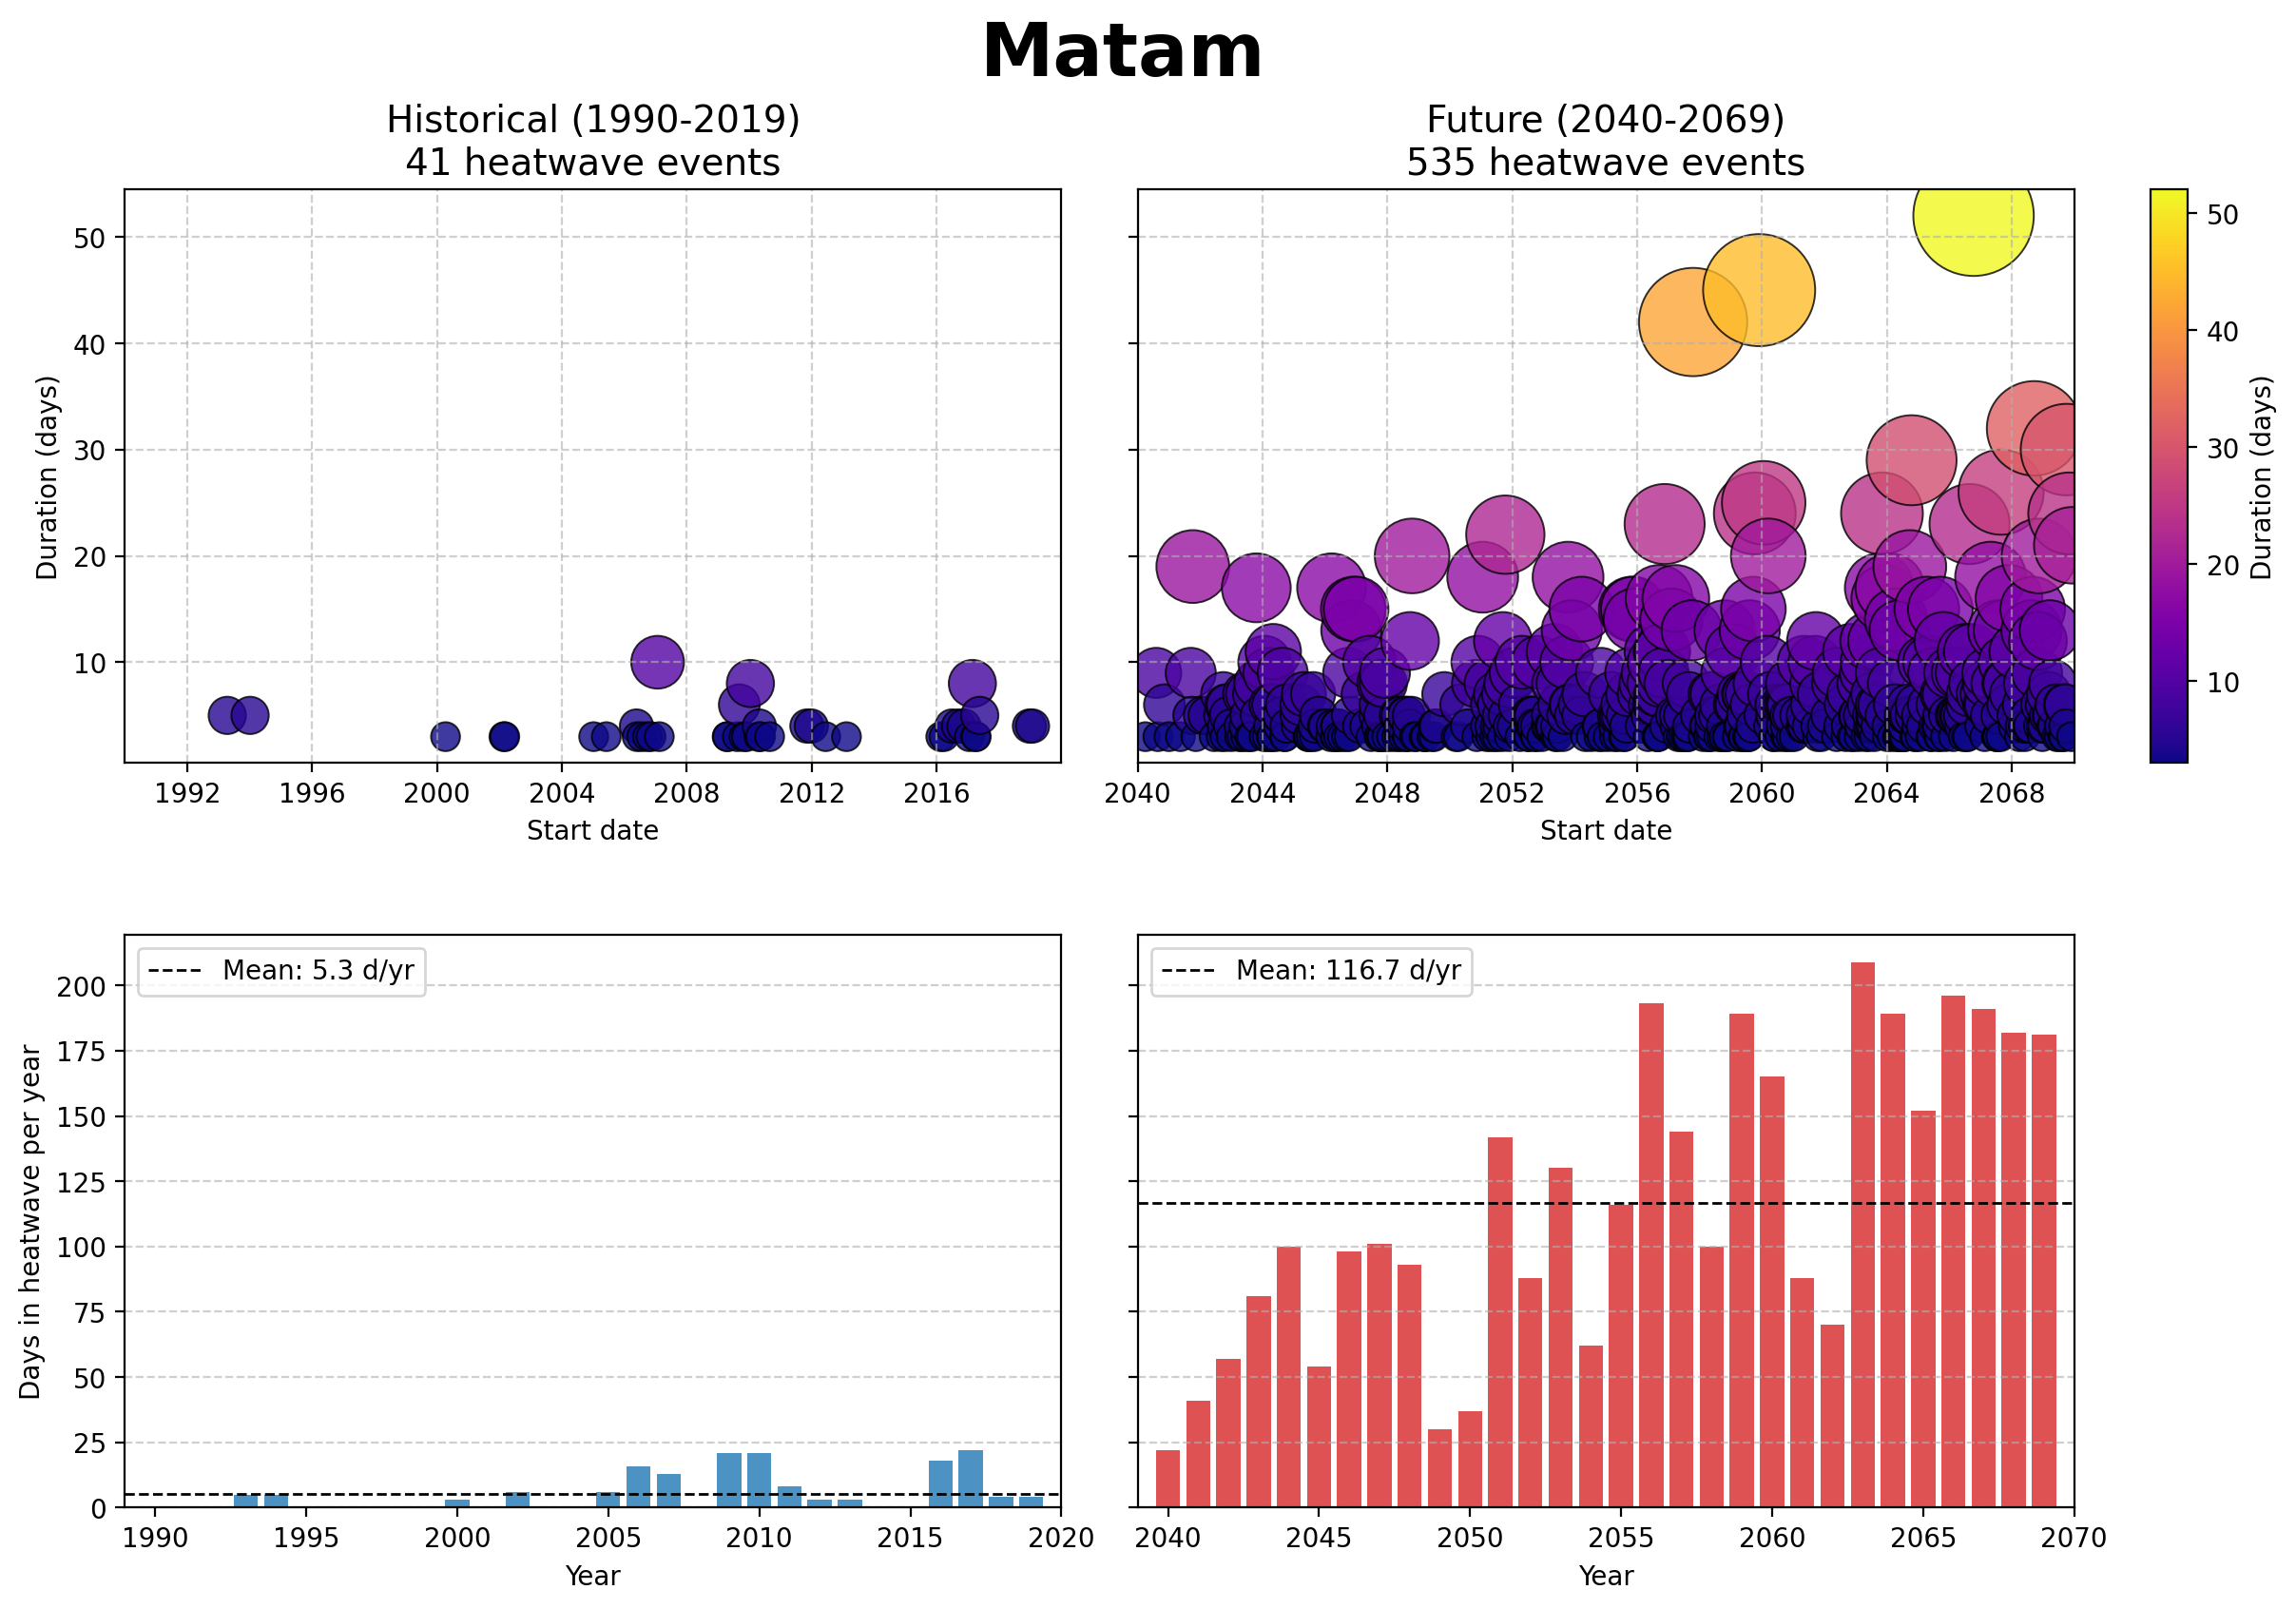 Matam
Historical (1990-2019)
41 heatwave events
Future (2040-2069)
535 heatwave events
Duration (days)
50
40
30
20
10
1992 1996 2000 2004 2008 2012 2016
Start date
2040 2044 2048 2052 2056 2060 2064 2068
Start date
50
40
30
20
10
Duration (days)
Days in heatwave per year
200
175
150
125
100
75
50
25
0
Mean: 5.3 d/yr
1990 1995 2000 2005 2010 2015 2020
Year
Mean: 116.7 d/yr
2040 2045 2050 2055 2060 2065 2070
Year